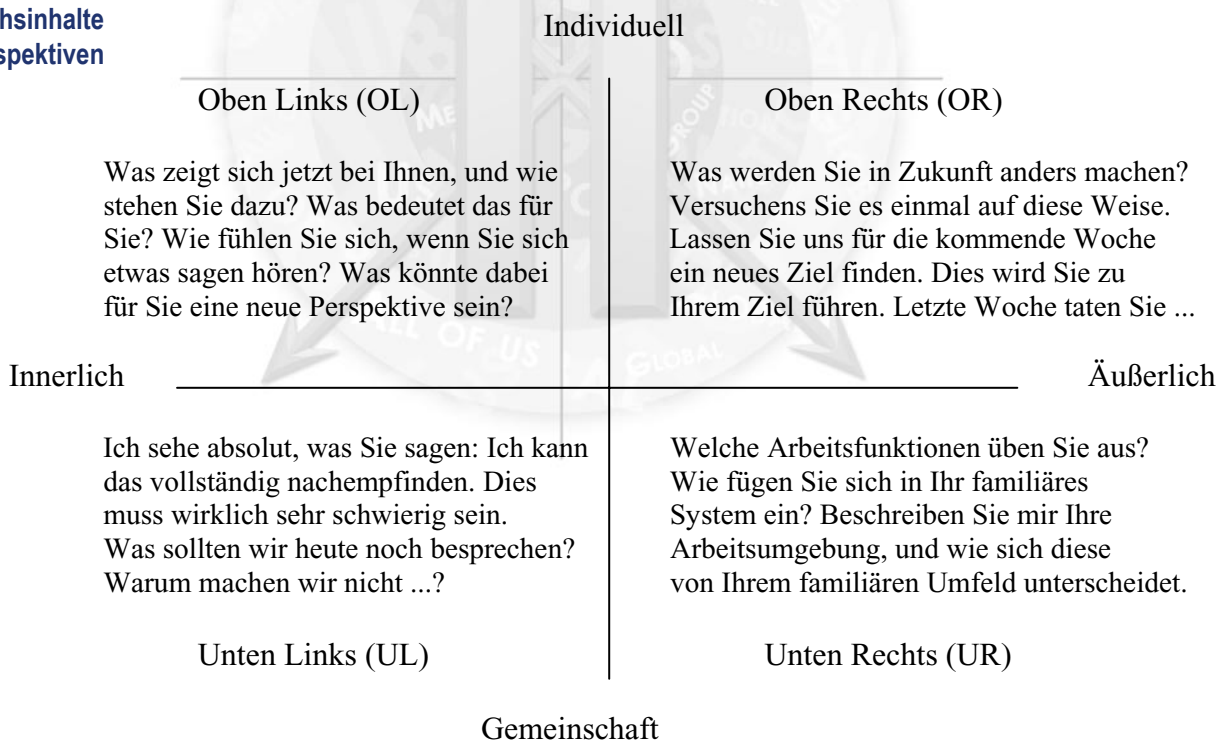 hsinhalte
spektiven
Individuell
Oben Links (OL)
Was zeigt sich jetzt bei Ihnen, und wie
stehen Sie dazu? Was bedeutet das für
Sie? Wie fühlen Sie sich, wenn Sie sich
etwas sagen hören? Was könnte dabei
für Sie eine neue Perspektive sein?
Oben Rechts (OR)
Was werden Sie in Zukunft anders machen?
Versuchens Sie es einmal auf diese Weise.
Lassen Sie uns für die kommende Woche
ein neues Ziel finden. Dies wird Sie zu
Ihrem Ziel führen. Letzte Woche taten Sie ...
Innerlich
Äußerlich
Ich sehe absolut, was Sie sagen: Ich kann
das vollständig nachempfinden. Dies
muss wirklich sehr schwierig sein.
Was sollten wir heute noch besprechen?
Warum machen wir nicht ...?
Unten Links (UL)
Welche Arbeitsfunktionen üben Sie aus?
Wie fügen Sie sich in Ihr familiäres
System ein? Beschreiben Sie mir Ihre
Arbeitsumgebung, und wie sich diese
von Ihrem familiären Umfeld unterscheidet.
Unten Rechts (UR)
Gemeinschaft
ALL OF US
GLOBAL
GROUP